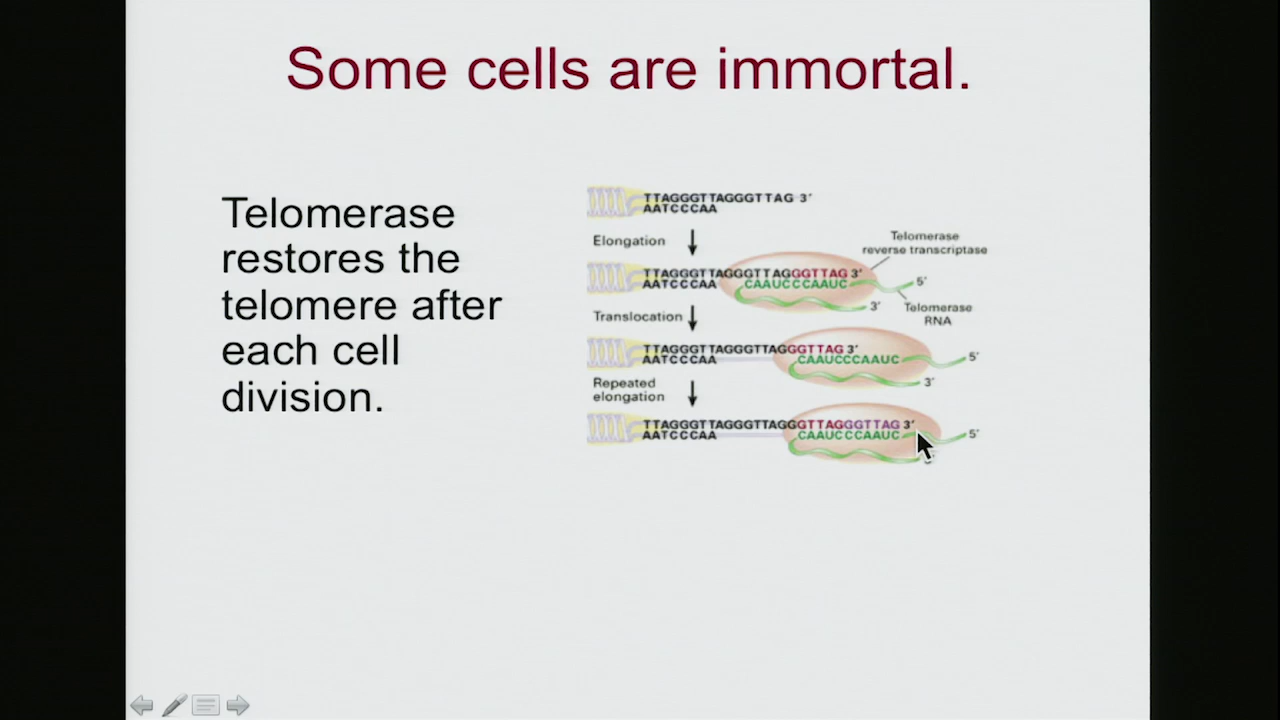 Some cells are immortal.
Telomerase
restores the
telomere after
each cell
division.
TTAGGGTTAGGGTTAG 3′
AATCCCAA
Elongation
Telomerase
reverse transcriptase
TTAGGGTTAGGGTTAGGGTTAG 3′
AATCCCAA CAAUCCCAAUC
5′
3′
Telomerase
RNA
Translocation
TTAGGGTTAGGGTTAGGGTTAG 3′
AATCCCAA CAAUCCCAAUC
5′
3′
Repeated
elongation
TTAGGGTTAGGGTTAGGGTTAGGGTTAG 3′
AATCCCAA CAAUCCCAAUC
5′